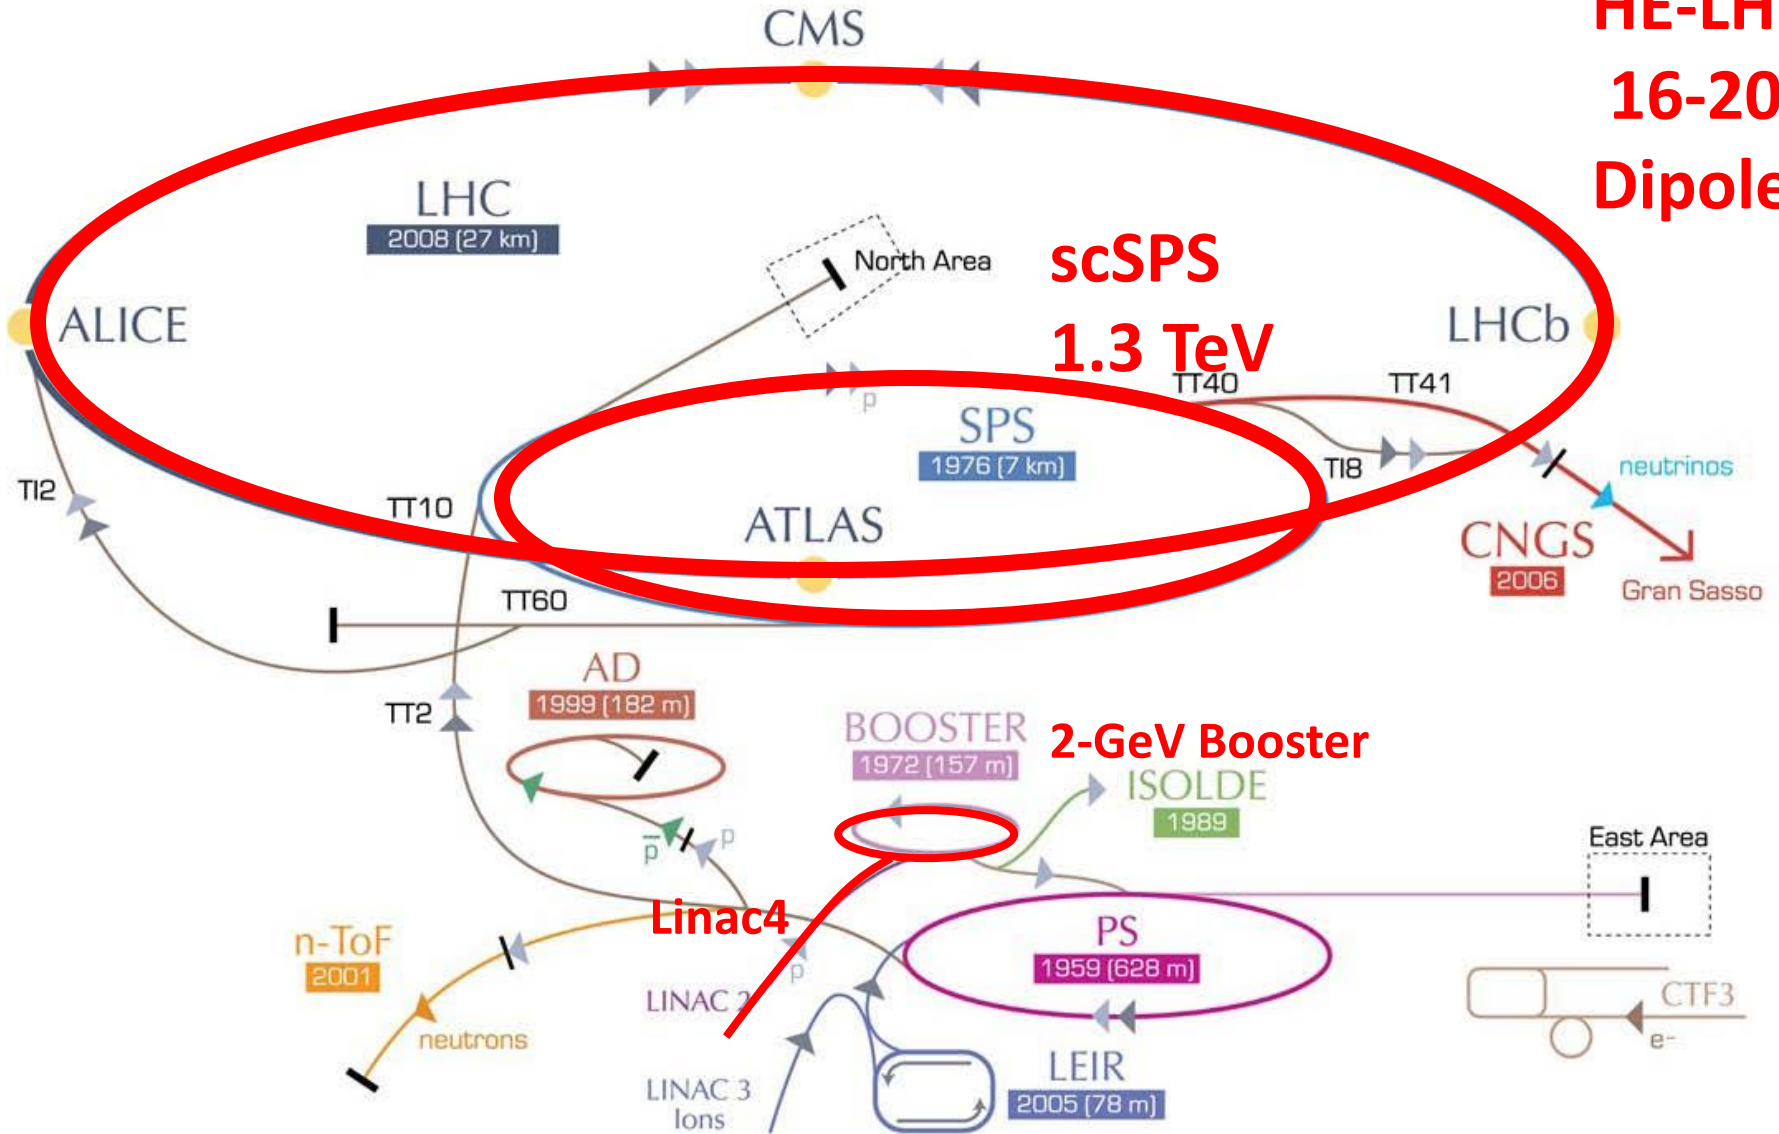 CMS
HE-LH
16-20
Dipole
LHC
2008 (27 km)
North Area
scSPS
1.3 TeV
ALICE
LHCb
TT40
TT41
p
SPS
1976 (7 km)
TI8
neutrinos
TI2
TT10
ATLAS
CNGS
2006
Gran Sasso
TT60
AD
1999 (182 m)
TT2
BOOSTER
1972 (157 m)
2-GeV Booster
ISOLDE
1989
East Area
p̅
p
Linac4
n-ToF
2001
p
PS
1959 (628 m)
LINAC 2
CTF3
neutrons
e-
LINAC 3
Ions
LEIR
2005 (78 m)